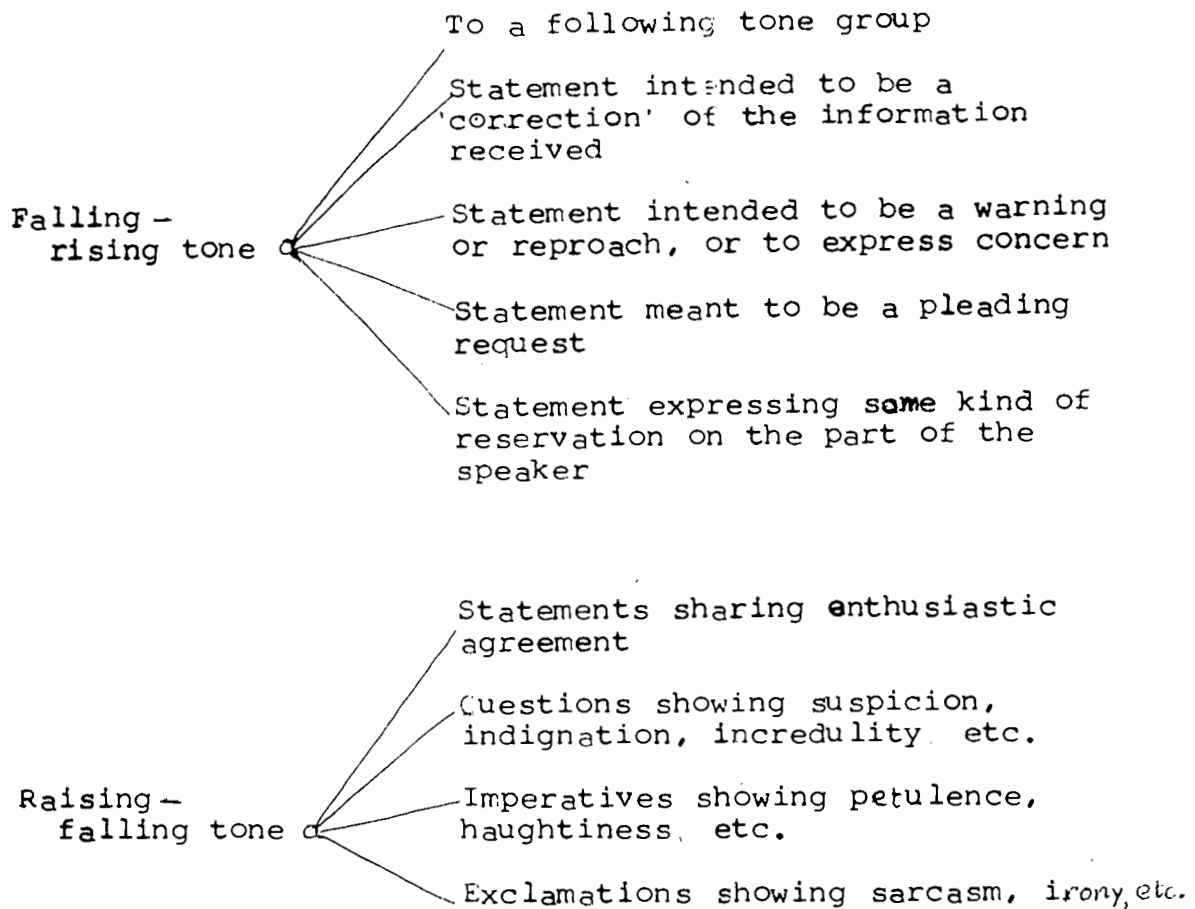 To a following tone group
Statement intended to be a
'correction' of the information
received
Falling –
rising tone
Statement intended to be a warning
or reproach, or to express concern
Statement meant to be a pleading
request
Statement expressing some kind of
reservation on the part of the
speaker
Statements sharing enthusiastic
agreement
Questions showing suspicion,
indignation, incredulity etc.
Raising –
falling tone
Imperatives showing petulence,
haughtiness, etc.
Exclamations showing sarcasm, irony, etc.